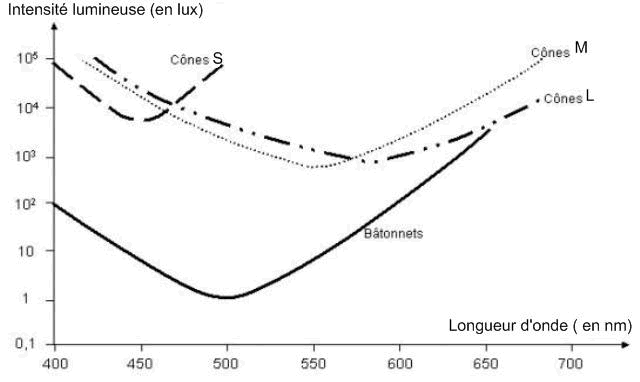 Intensité lumineuse (en lux)
10⁵
10⁴
10³
10²
10
1
0,1
Cônes S
Cônes M
Cônes L
Bâtonnets
Longueur d'onde ( en nm)
400 450 500 550 600 650 700